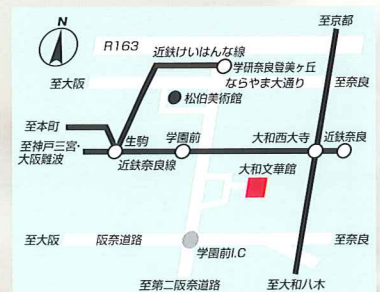 N
R163
至京都
近鉄けいはんな線
学研奈良登美ヶ丘
ならやま大通り
至大阪
至奈良
松伯美術館
至本町
生駒
学園前
大和西大寺
近鉄奈良
至神戸三宮・
大阪難波
近鉄奈良線
大和文華館
至大阪
阪奈道路
至奈良
学園前I.C
至第二阪奈道路
至大和八木